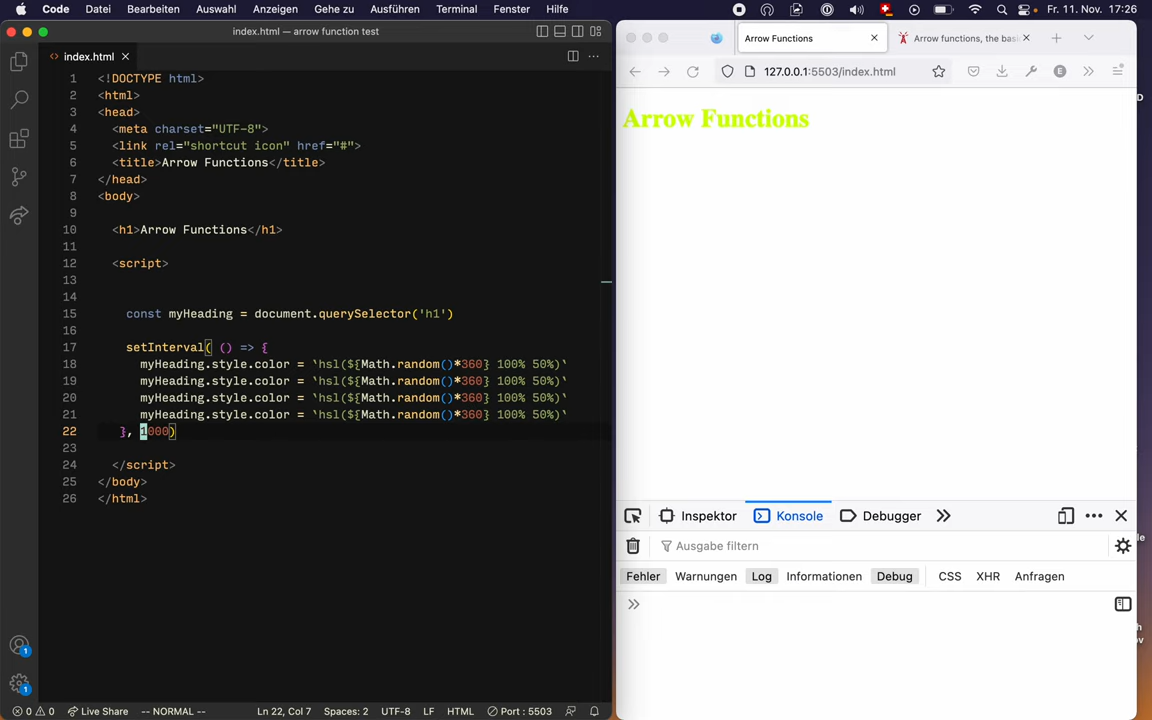 Code Datei Bearbeiten Auswahl Anzeigen Gehe zu Ausführen Terminal Fenster Hilfe Fr. 11. Nov. 17:26
index.html — arrow function test
<> index.html ×
1 <!DOCTYPE html>
2 <html>
3 <head>
4 <meta charset="UTF-8">
5 <link rel="shortcut icon" href="#">
6 <title>Arrow Functions</title>
7 </head>
8 <body>
9
10 <h1>Arrow Functions</h1>
11
12 <script>
13
14
15 const myHeading = document.querySelector('h1')
16
17 setInterval( () => {
18 myHeading.style.color = `hsl(${Math.random()*360} 100% 50%)`
19 myHeading.style.color = `hsl(${Math.random()*360} 100% 50%)`
20 myHeading.style.color = `hsl(${Math.random()*360} 100% 50%)`
21 myHeading.style.color = `hsl(${Math.random()*360} 100% 50%)`
22 }, 1000)
23
24 </script>
25 </body>
26 </html>
1
1
0 0 Live Share -- NORMAL -- Ln 22, Col 7 Spaces: 2 UTF-8 LF HTML Port : 5503
Arrow Functions Arrow functions, the basi
127.0.0.1:5503/index.html E
Arrow Functions
Inspektor Konsole Debugger
Ausgabe filtern
Fehler Warnungen Log Informationen Debug CSS XHR Anfragen